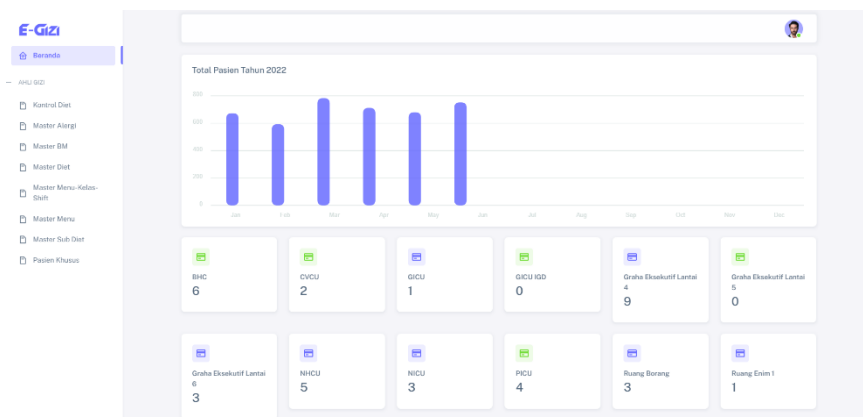 E-Gizi
Beranda
AHLI GIZI
Kontrol Diet
Master Alergi
Master BM
Master Diet
Master Menu-Kelas-
Shift
Master Menu
Master Sub Diet
Pasien Khusus
Total Pasien Tahun 2022
800
600
400
200
0
Jan Feb Mar Apr May Jun Jul Aug Sep Oct Nov Dec
BHC
6
CVCU
2
GICU
1
GICU IGD
0
Graha Eksekutif Lantai
4
9
Graha Eksekutif Lantai
5
0
Graha Eksekutif Lantai
6
3
NHCU
5
NICU
3
PICU
4
Ruang Borang
3
Ruang Enim 1
1